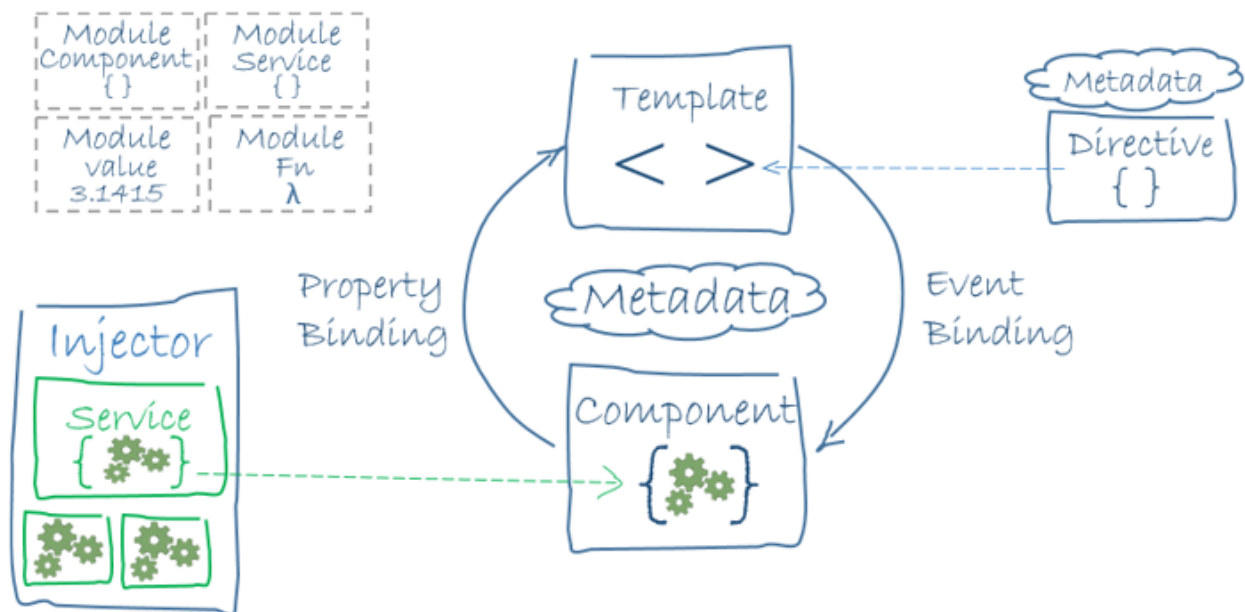 Module
Component
{ }
Module
Service
{ }
Module
value
3.1415
Module
Fn
λ
Template
< >
Metadata
Directive
{ }
Property
Binding
Metadata
Event
Binding
Injector
Service
{ }
Component
{ }